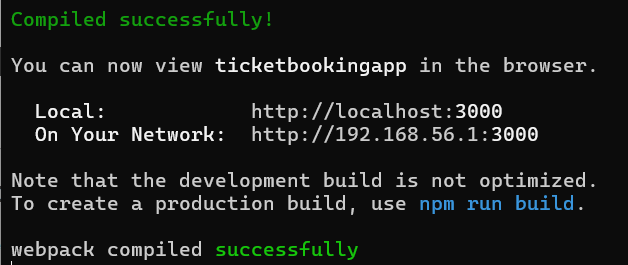 Compiled successfully!
You can now view ticketbookingapp in the browser.
Local: http://localhost:3000
On Your Network: http://192.168.56.1:3000
Note that the development build is not optimized.
To create a production build, use npm run build.
webpack compiled successfully